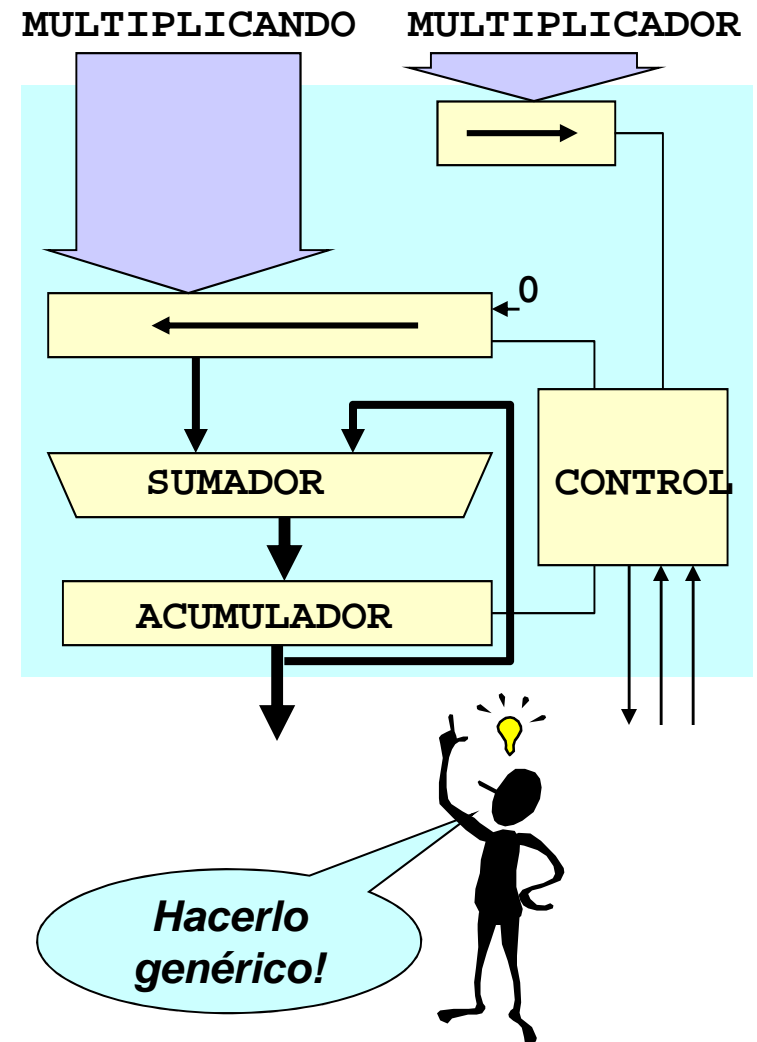 MULTIPLICANDO MULTIPLICADOR
0
SUMADOR
CONTROL
ACUMULADOR
Hacerlo
genérico!